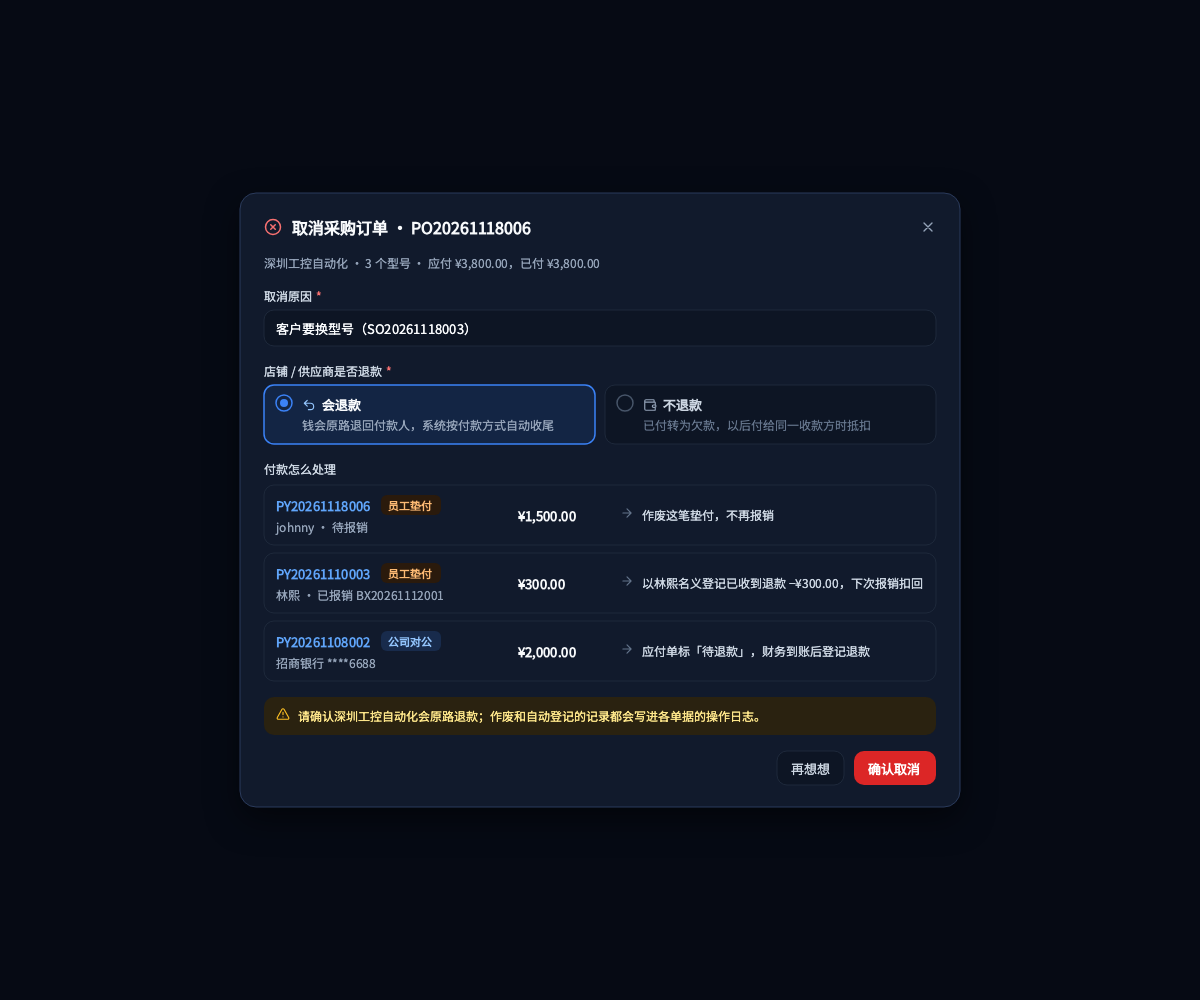 取消采购订单 · PO20261118006
深圳工控自动化 · 3 个型号 · 应付 ¥3,800.00，已付 ¥3,800.00
取消原因 *
客户要换型号（SO20261118003）
店铺 / 供应商是否退款 *
会退款
钱会原路退回付款人，系统按付款方式自动收尾
不退款
已付转为欠款，以后付给同一收款方时抵扣
付款怎么处理
PY20261118006 员工垫付
johnny · 待报销
¥1,500.00
→ 作废这笔垫付，不再报销
PY20261110003 员工垫付
林熙 · 已报销 BX20261112001
¥300.00
→ 以林熙名义登记已收到退款 −¥300.00，下次报销扣回
PY20261108002 公司对公
招商银行 ****6688
¥2,000.00
→ 应付单标「待退款」，财务到账后登记退款
请确认深圳工控自动化会原路退款；作废和自动登记的记录都会写进各单据的操作日志。
再想想
确认取消